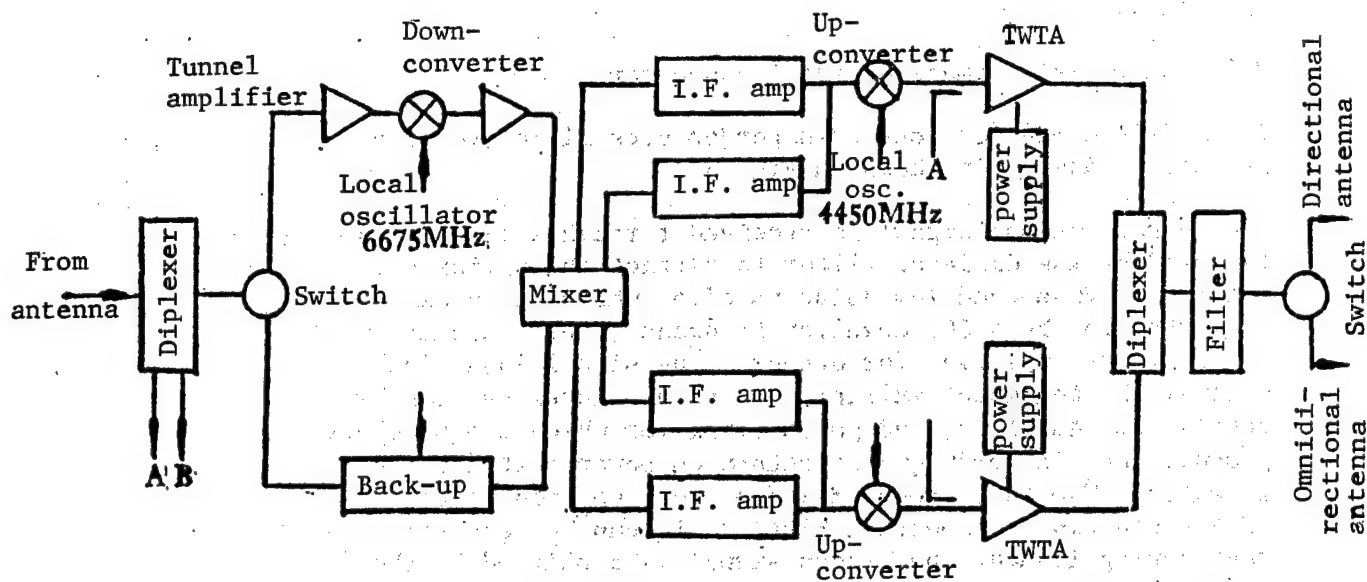 Tunnel
amplifier
Down-
converter
Local
oscillator
6675MHz
From
antenna
Diplexer
A B
Switch
Back-up
Mixer
I.F. amp
I.F. amp
I.F. amp
I.F. amp
Up-
converter
Local
osc.
4450MHz
A
TWTA
power
supply
Up-
converter
power
supply
TWTA
Diplexer
Filter
Directional
antenna
Switch
Omnidi-
rectional
antenna